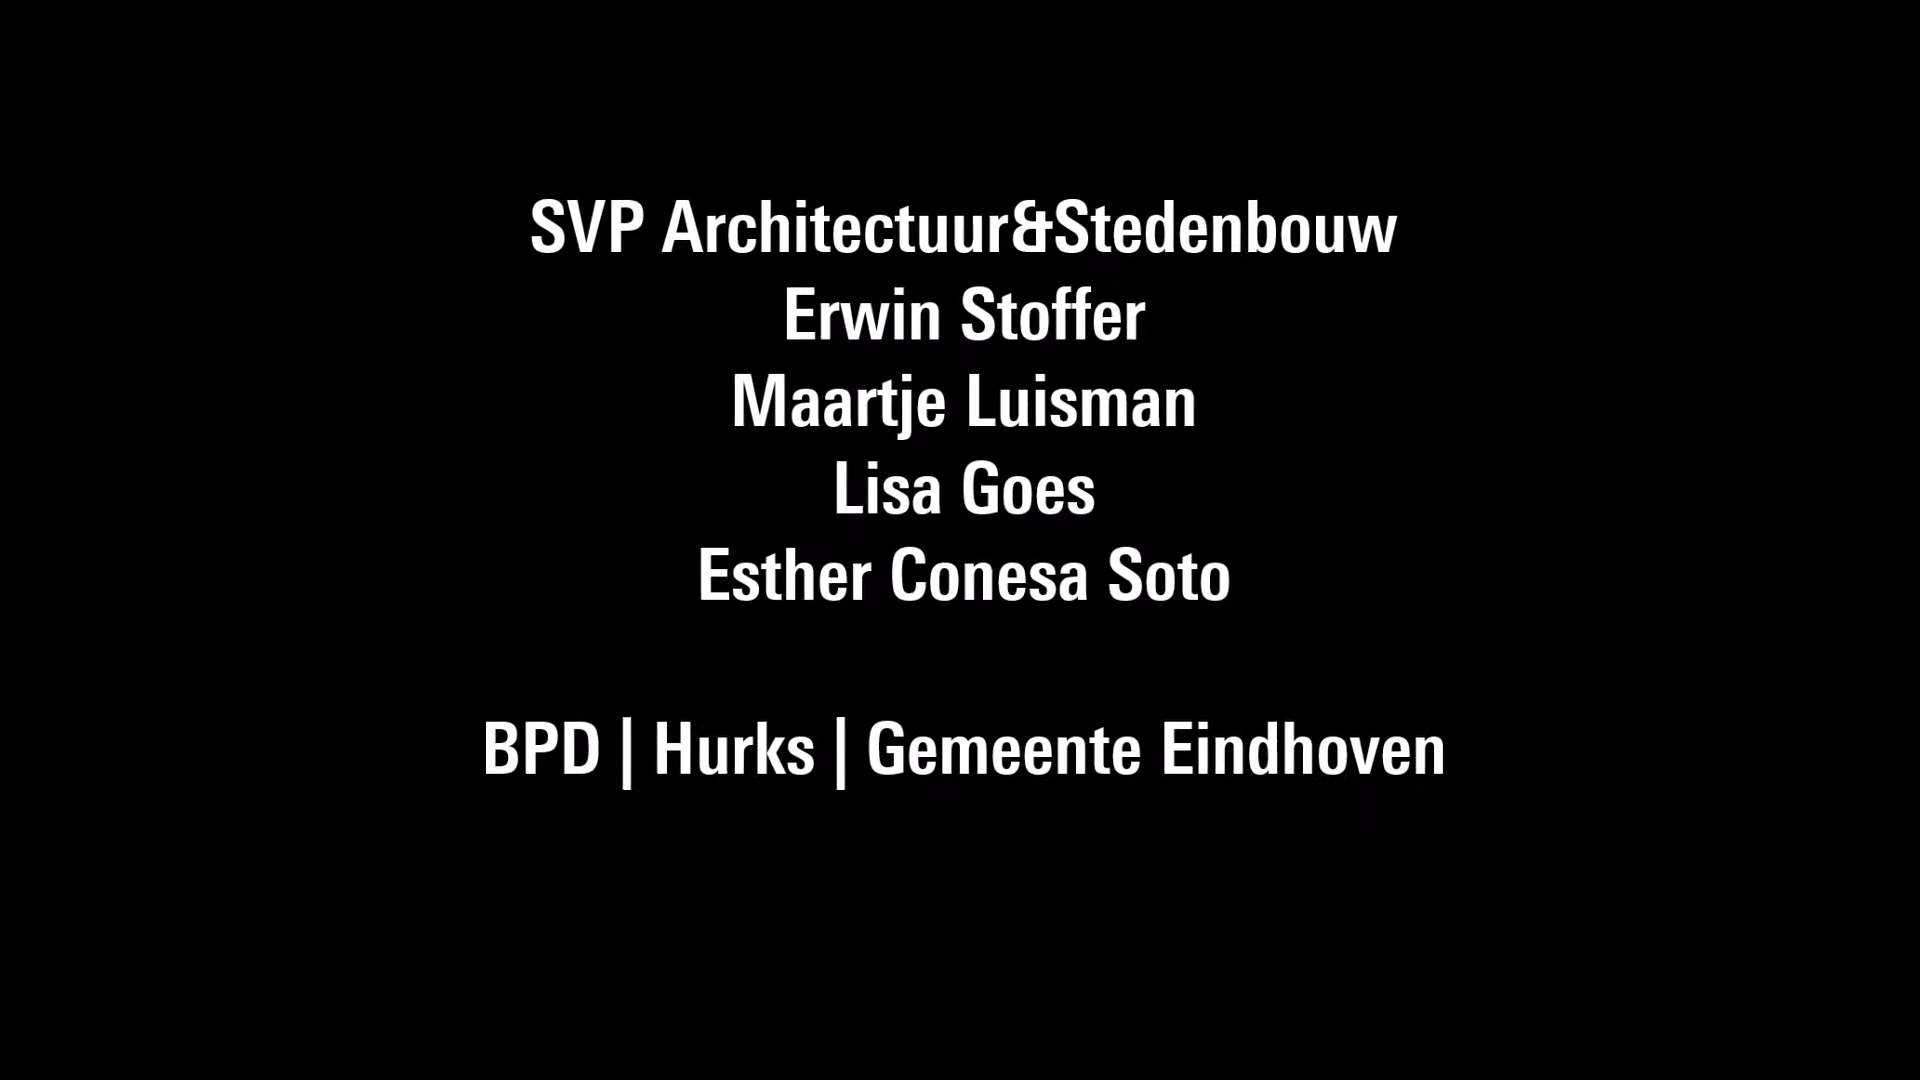 SVP Architectuur&Stedenbouw
Erwin Stoffer
Maartje Luisman
Lisa Goes
Esther Conesa Soto
BPD | Hurks | Gemeente Eindhoven